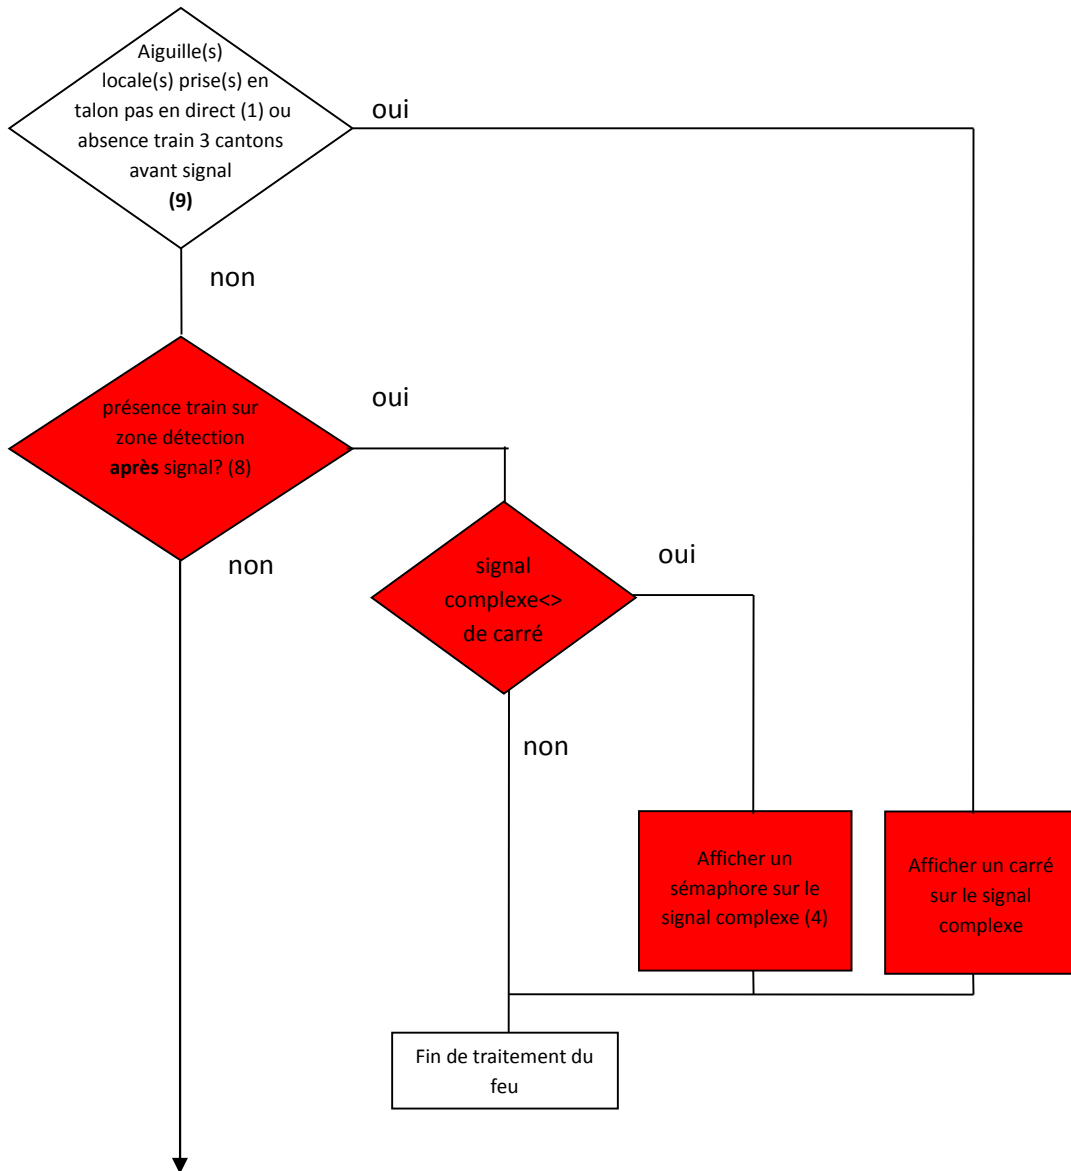 Aiguille(s)
locale(s) prise(s) en
talon pas en direct (1) ou
absence train 3 cantons
avant signal
(9)
oui
non
présence train sur
zone détection
après signal? (8)
oui
non
signal
complexe<>
de carré
oui
non
Afficher un
sémaphore sur le
signal complexe (4)
Afficher un carré
sur le signal
complexe
Fin de traitement du
feu